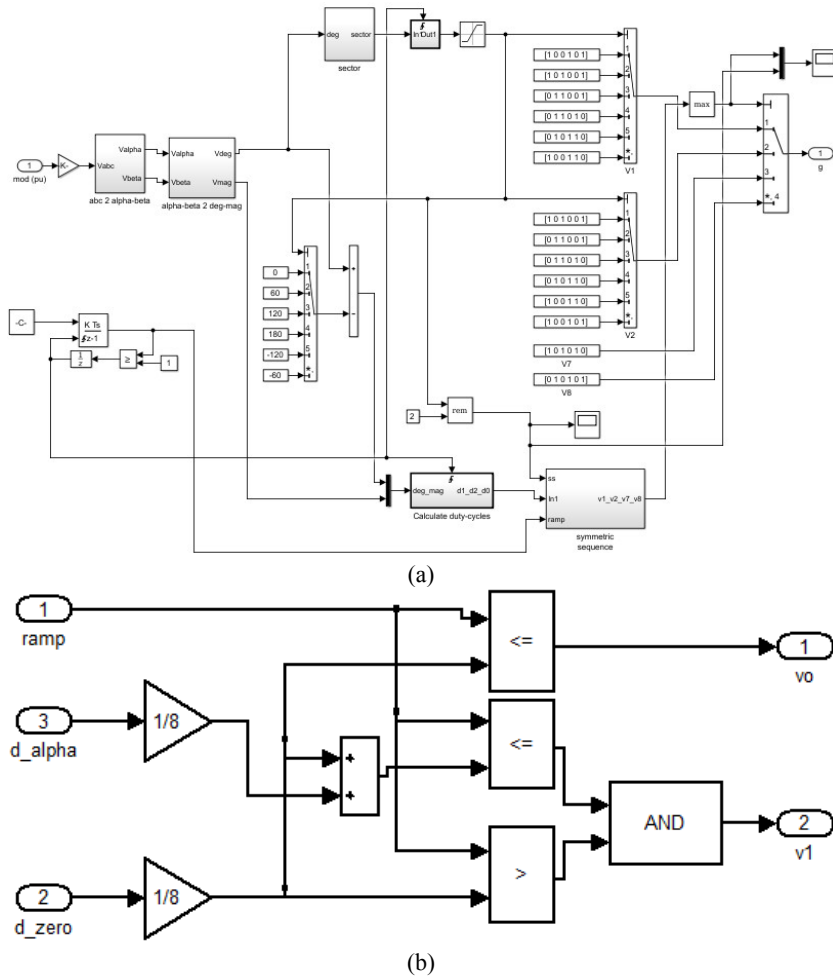 deg sector
sector
In1 Out1
[1 0 0 1 0 1]
[1 0 1 0 0 1]
[0 1 1 0 0 1]
[0 1 1 0 1 0]
[0 1 0 1 1 0]
[1 0 0 1 1 0]
1
2
3
4
5
*,
V1
max
1
2
3
*, 4
1
g
1
mod (pu)
-K-
Vabc
Valpha
Vbeta
abc 2 alpha-beta
Valpha
Vbeta
Vdeg
Vmag
alpha-beta 2 deg-mag
0
60
120
180
-120
-60
1
2
3
4
5
*,
+
-
[1 0 1 0 0 1]
[0 1 1 0 0 1]
[0 1 1 0 1 0]
[0 1 0 1 1 0]
[1 0 0 1 1 0]
[1 0 0 1 0 1]
1
2
3
4
5
*,
V2
[1 0 1 0 1 0]
V7
[0 1 0 1 0 1]
V8
-C-
K Ts
z-1
1
z
≥
1
2
rem
deg_mag d1_d2_d0
Calculate duty-cycles
ss
In1
ramp
v1_v2_v7_v8
symmetric
sequence
(a)
1
ramp
3
d_alpha
1/8
2
d_zero
1/8
+
+
<=
<=
>
AND
1
vo
2
v1
(b)